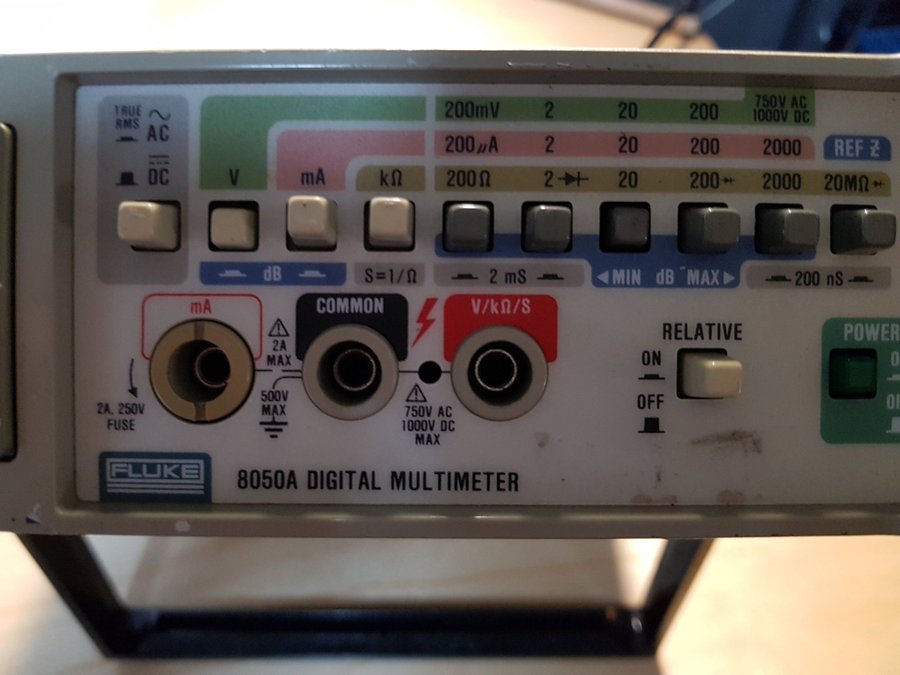 TRUE RMS AC
DC
V
mA
kΩ
200mV 2 20 200 750V AC 1000V DC
200µA 2 20 200 2000 REF Z
200Ω 2 20 200 2000 20MΩ
dB
S=1/Ω
2 mS
◄MIN dB MAX►
200 nS
mA
COMMON
V/kΩ/S
2A
MAX
500V
MAX
750V AC
1000V DC
MAX
2A, 250V
FUSE
RELATIVE
ON
OFF
POWER
FLUKE
8050A DIGITAL MULTIMETER